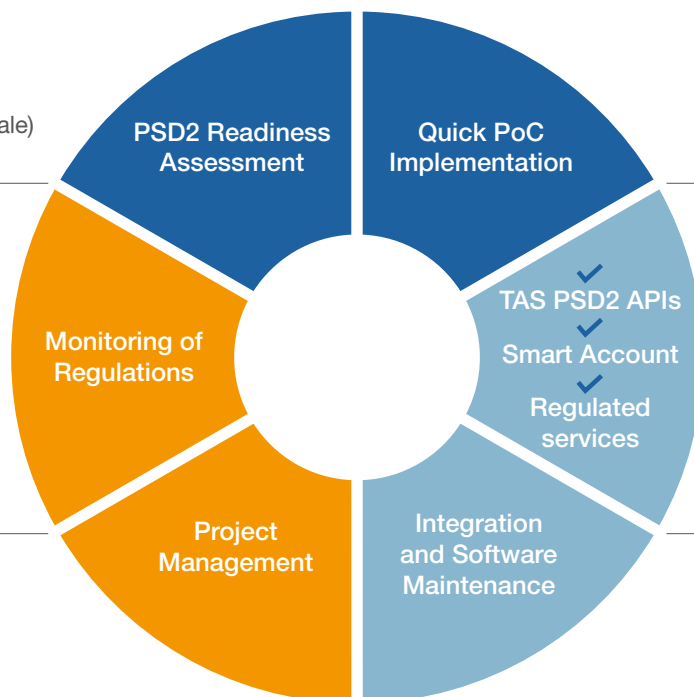 ale)
PSD2 Readiness
Assessment
Quick PoC
Implementation
TAS PSD2 APIs
Smart Account
Regulated
services
Monitoring of
Regulations
Project
Management
Integration
and Software
Maintenance